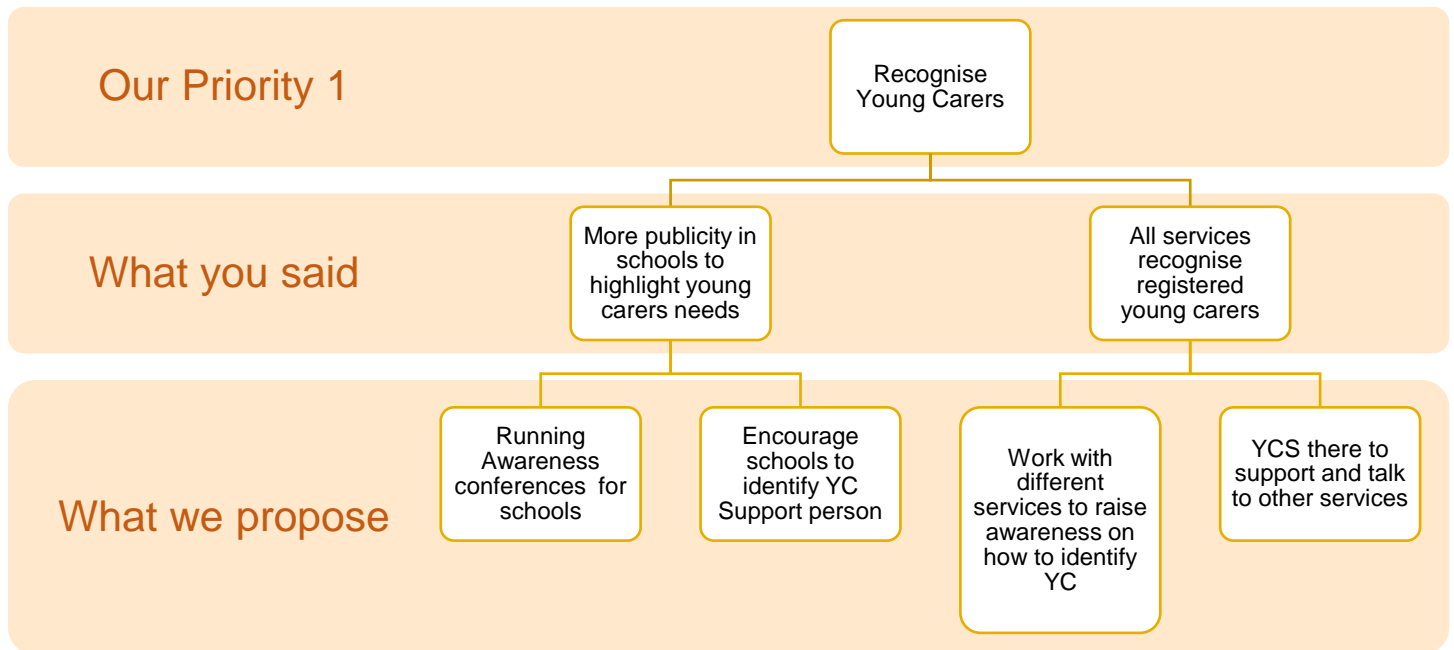 Our Priority 1
Recognise
Young Carers
What you said
More publicity in
schools to
highlight young
carers needs
All services
recognise
registered
young carers
What we propose
Running
Awareness
conferences for
schools
Encourage
schools to
identify YC
Support person
Work with
different
services to raise
awareness on
how to identify
YC
YCS there to
support and talk
to other services